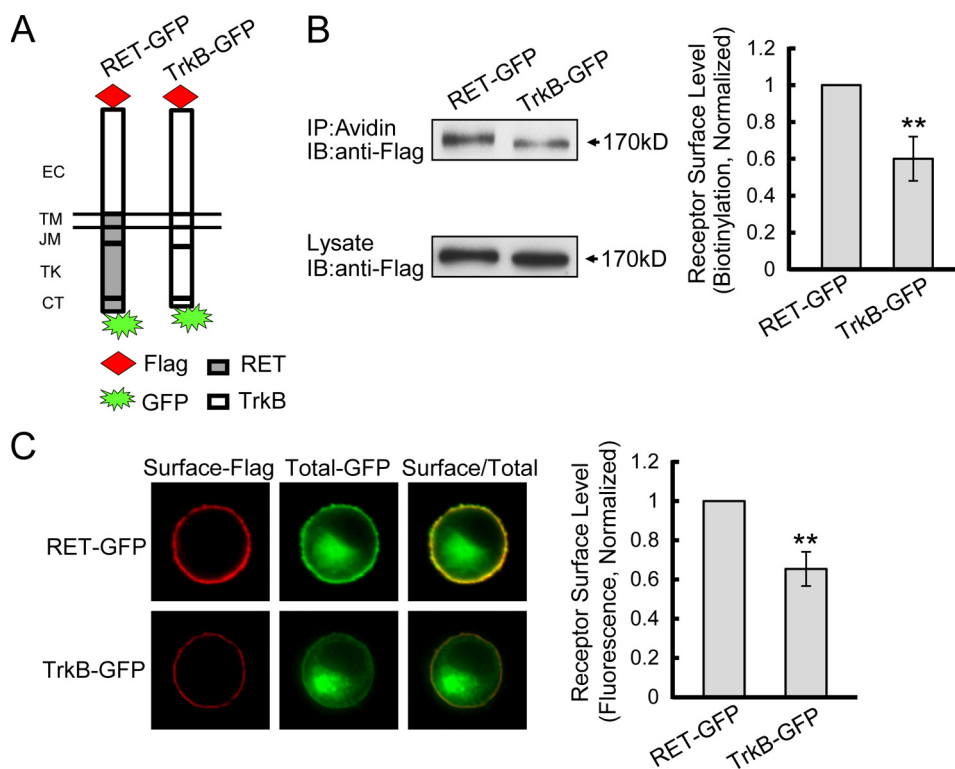 A
RET-GFP
TrkB-GFP
EC
TM
JM
TK
CT
Flag
RET
GFP
TrkB
B
RET-GFP
TrkB-GFP
IP:Avidin
IB:anti-Flag
170kD
Lysate
IB:anti-Flag
170kD
Receptor Surface Level
(Biotinylation, Normalized)
1.2
1
0.8
0.6
0.4
0.2
0
**
RET-GFP
TrkB-GFP
C
Surface-Flag
Total-GFP
Surface/Total
RET-GFP
TrkB-GFP
Receptor Surface Level
(Fluorescence, Normalized)
1.2
1
0.8
0.6
0.4
0.2
0
**
RET-GFP
TrkB-GFP